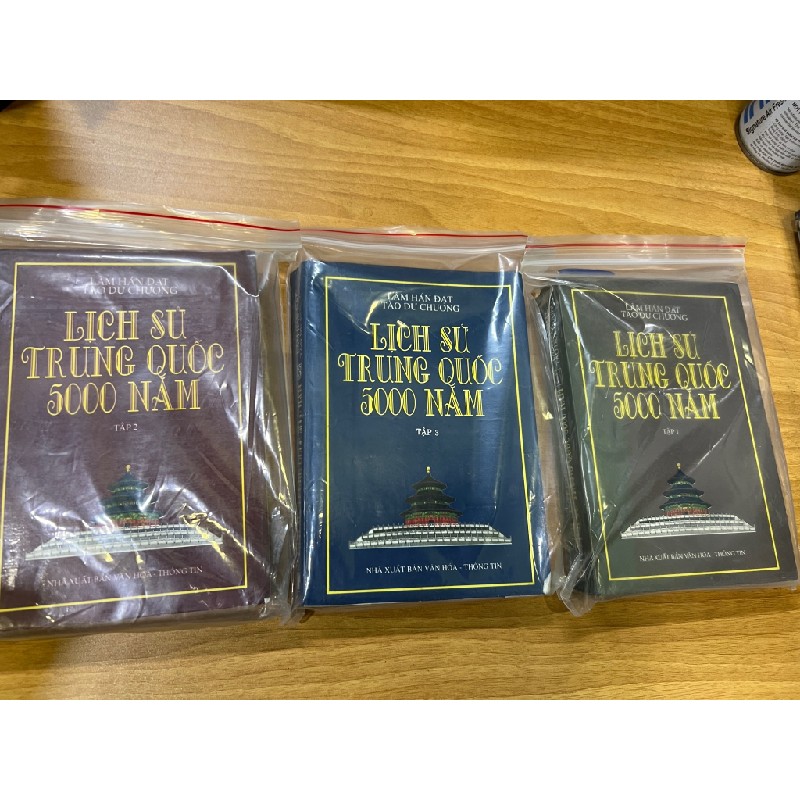 LÂM HÁN ĐẠT
TÀO DƯ CHƯƠNG
LỊCH SỬ
TRUNG QUỐC
5000 NĂM
TẬP 2
NHÀ XUẤT BẢN VĂN HÓA - THÔNG TIN
LÂM HÁN ĐẠT
TÀO DƯ CHƯƠNG
LỊCH SỬ
TRUNG QUỐC
5000 NĂM
TẬP 3
NHÀ XUẤT BẢN VĂN HÓA - THÔNG TIN
LÂM HÁN ĐẠT
TÀO DƯ CHƯƠNG
LỊCH SỬ
TRUNG QUỐC
5000 NĂM
TẬP 1
NHÀ XUẤT BẢN VĂN HÓA - THÔNG TIN